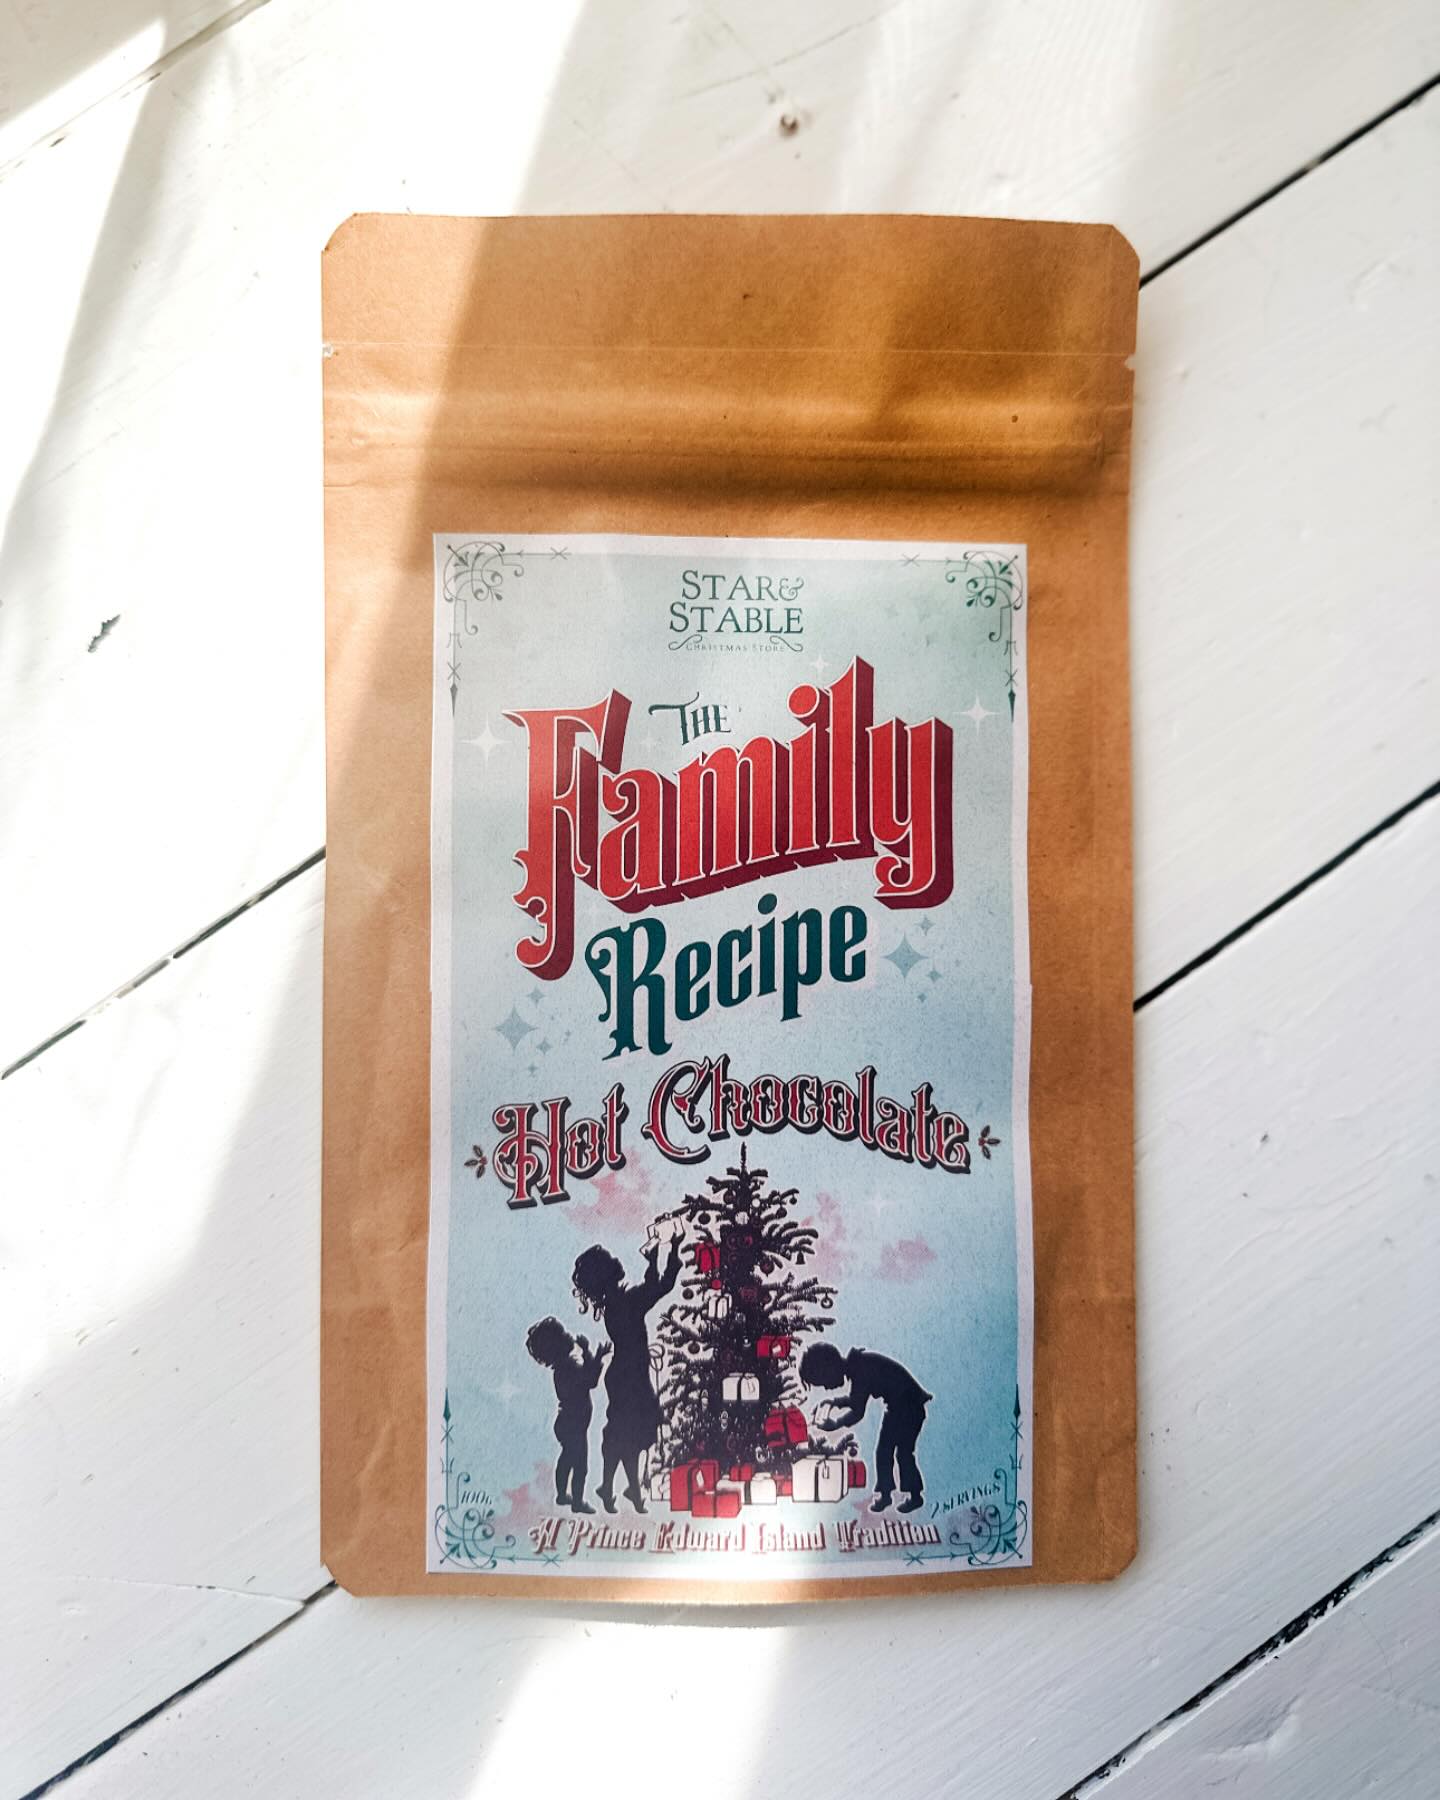 STAR &
STABLE
CHRISTMAS STORE
THE
Family
Recipe
Hot Chocolate
100g
2 SERVINGS
A Prince Edward Island Tradition